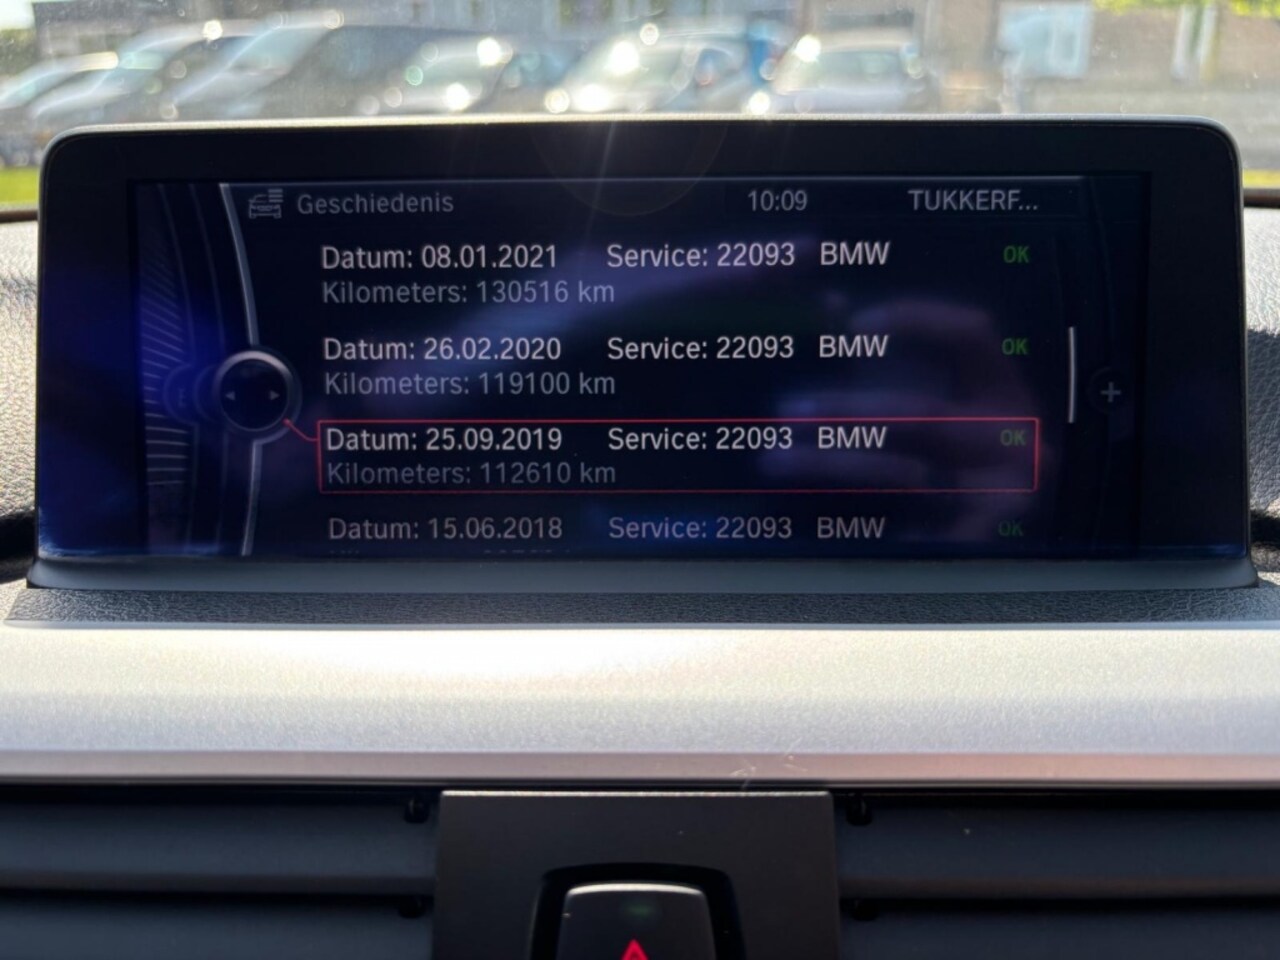 Geschiedenis 10:09 TUKKERF...
Datum: 08.01.2021 Service: 22093 BMW OK
Kilometers: 130516 km
Datum: 26.02.2020 Service: 22093 BMW OK
Kilometers: 119100 km
Datum: 25.09.2019 Service: 22093 BMW OK
Kilometers: 112610 km
Datum: 15.06.2018 Service: 22093 BMW OK